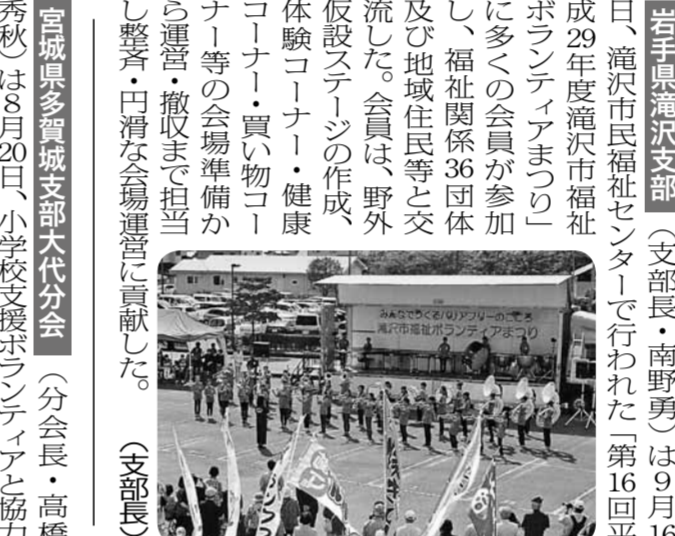 岩手県滝沢支部（支部長・南野勇）は９月16
日、滝沢市民福祉センターで行われた「第16回平
成29年度滝沢市福祉
ボランティアまつり」
に多くの会員が参加
し、福祉関係36団体
及び地域住民等と交
流した。会員は、野外
仮設ステージの作成、
体験コーナー・健康
コーナー・買い物コー
ナー等の会場準備か
ら運営・撤収まで担当
し整斉・円滑な会場運営に貢献した。（支部長）
みんなでつくるバリアフリーのこころ
滝沢市福祉ボランティアまつり
宮城県多賀城支部大代分会（分会長・高橋
秀秋）は８月20日、小学校支援ボランティアと協力